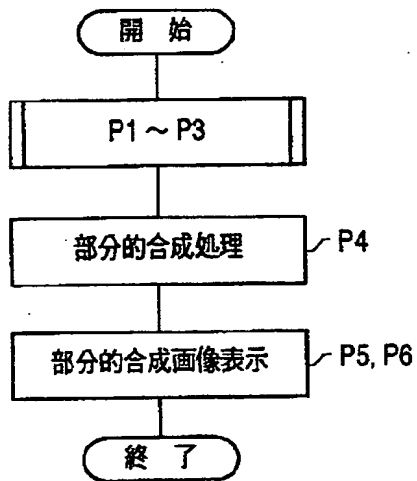 開 始
P1 ～ P3
部分的合成処理 P4
部分的合成画像表示 P5, P6
終 了